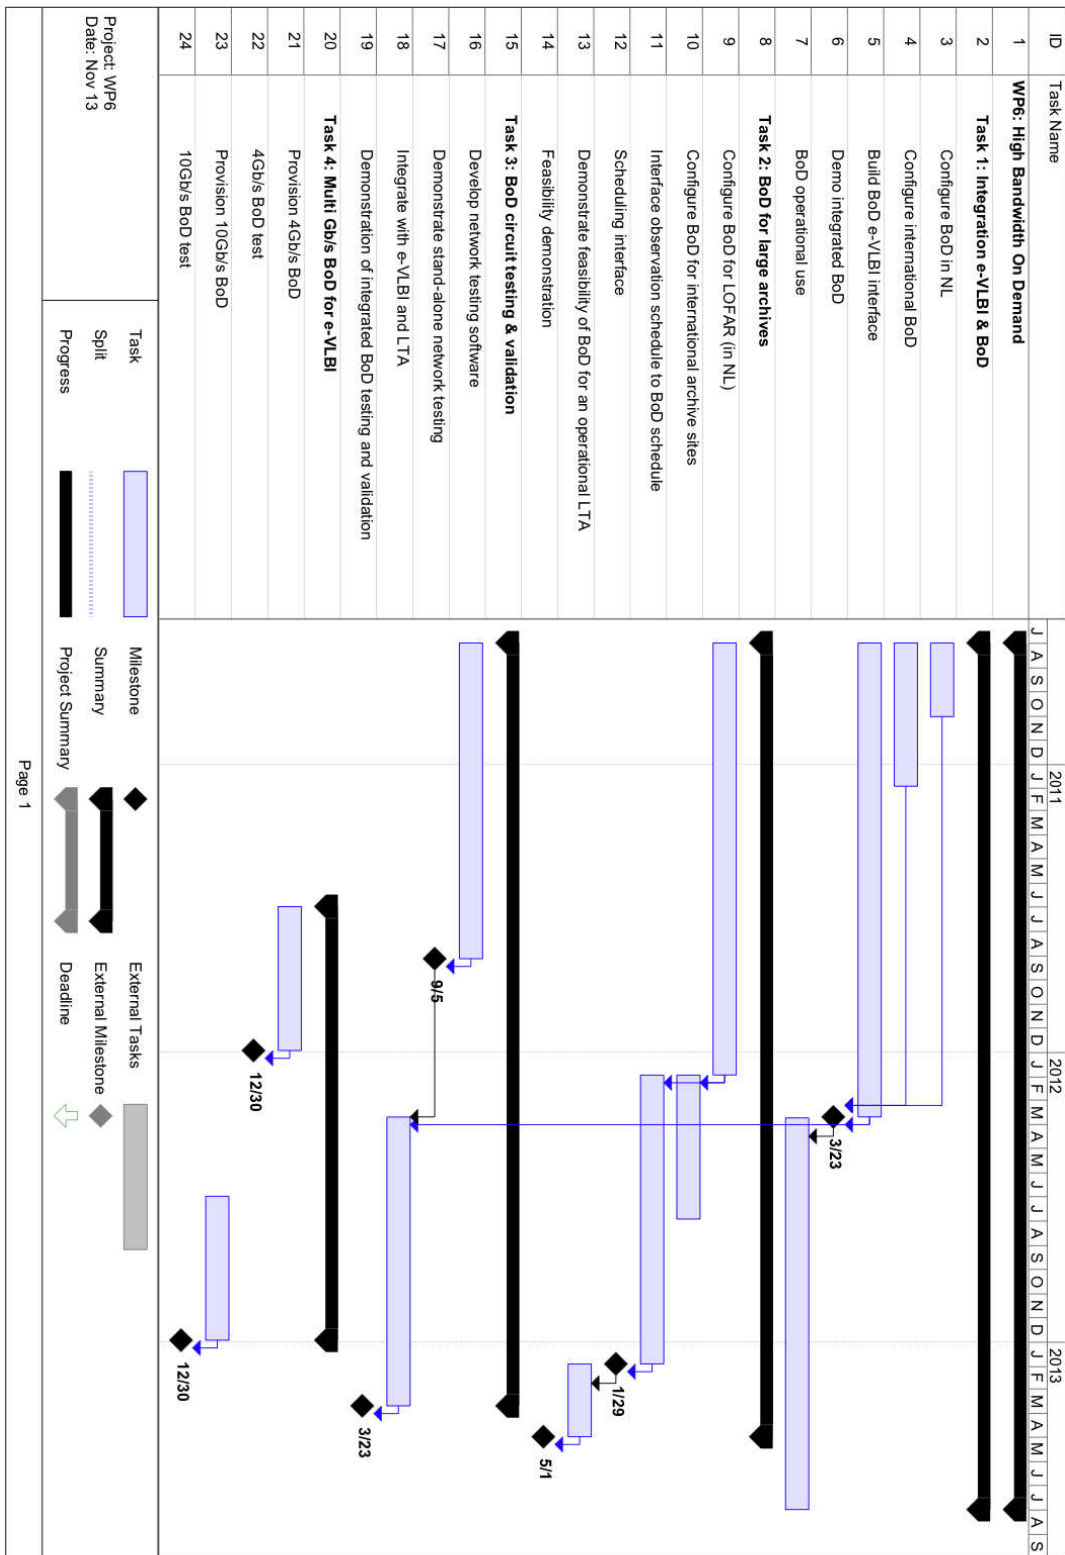 ID Task Name 2011 2012 2013
J A S O N D J F M A M J J A S O N D J F M A M J J A S O N D J F M A M J J A S
1 WP6: High Bandwidth On Demand
2 Task 1: Integration e-VLBI & BoD
3 Configure BoD in NL
4 Configure international BoD
5 Build BoD e-VLBI interface
6 Demo integrated BoD 3/23
7 BoD operational use
8 Task 2: BoD for large archives
9 Configure BoD for LOFAR (in NL)
10 Configure BoD for international archive sites
11 Interface observation schedule to BoD schedule
12 Scheduling interface 1/29
13 Demonstrate feasibility of BoD for an operational LTA
14 Feasibility demonstration 5/1
15 Task 3: BoD circuit testing & validation
16 Develop network testing software
17 Demonstrate stand-alone network testing 9/5
18 Integrate with e-VLBI and LTA
19 Demonstration of integrated BoD testing and validation 3/23
20 Task 4: Multi Gb/s BoD for e-VLBI
21 Provision 4Gb/s BoD
22 4Gb/s BoD test 12/30
23 Provision 10Gb/s BoD
24 10Gb/s BoD test 12/30
Project: WP6
Date: Nov 13
Task Milestone External Tasks
Split Summary External Milestone
Progress Project Summary Deadline
Page 1